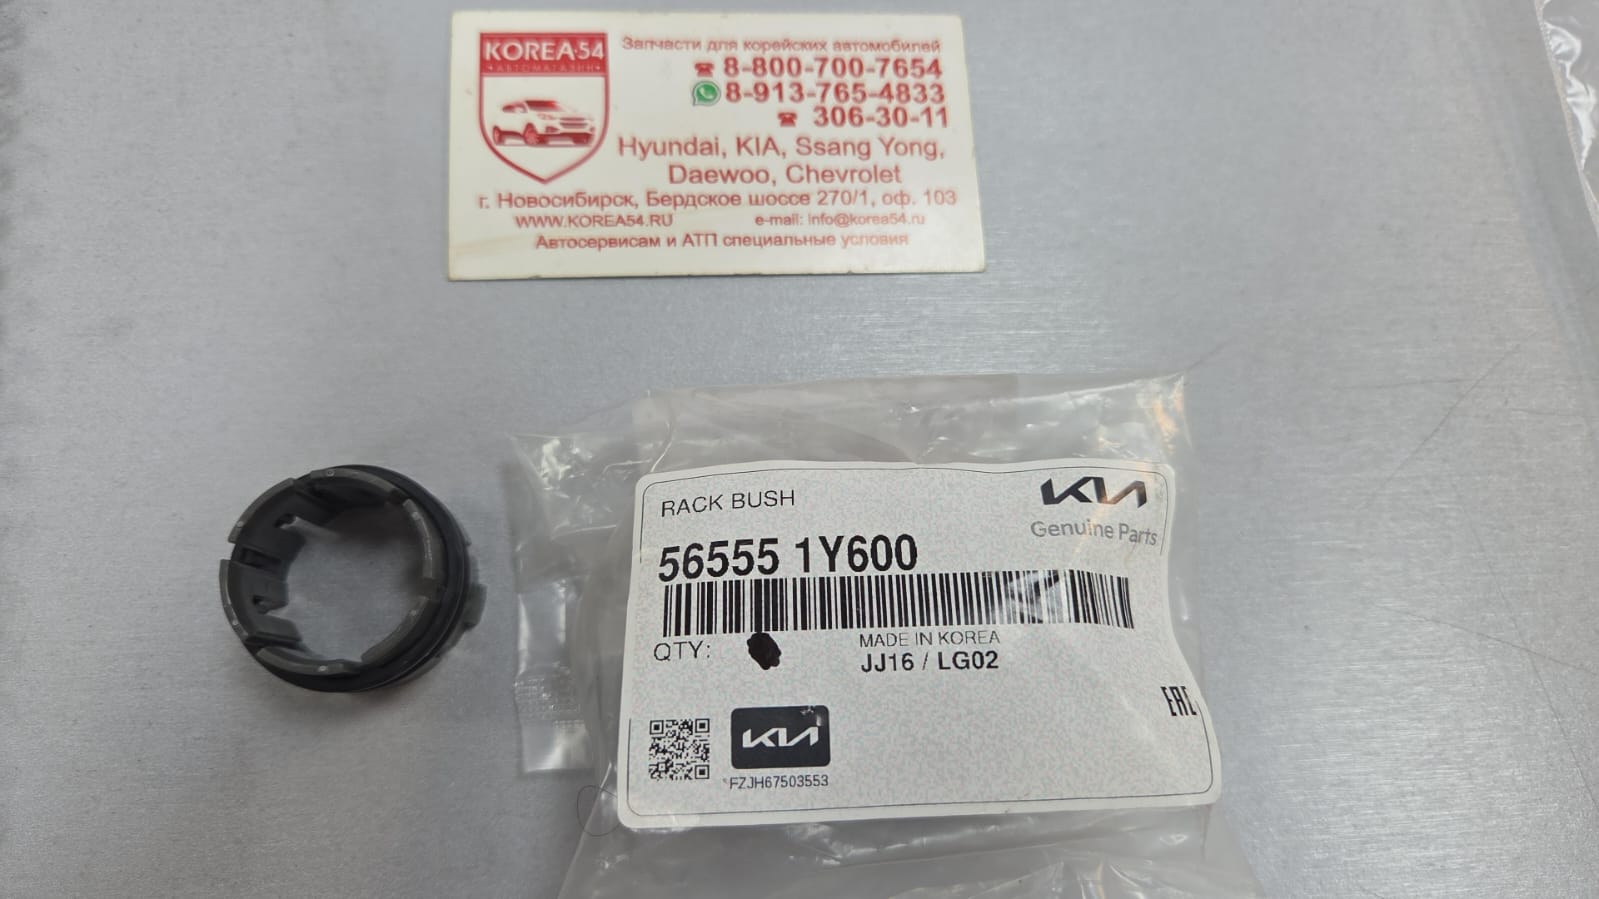 KOREA54
АВТОМАГАЗИН
Запчасти для корейских автомобилей
8-800-700-7654
8-913-765-4833
306-30-11
Hyundai, KIA, Ssang Yong,
Daewoo, Chevrolet
г. Новосибирск, Бердское шоссе 270/1, оф. 103
WWW.KOREA54.RU e-mail: info@korea54.ru
Автосервисам и АТП специальные условия
RACK BUSH
KIA
Genuine Parts
56555 1Y600
QTY:
MADE IN KOREA
JJ16 / LG02
EAC
KIA
FZJH67503553